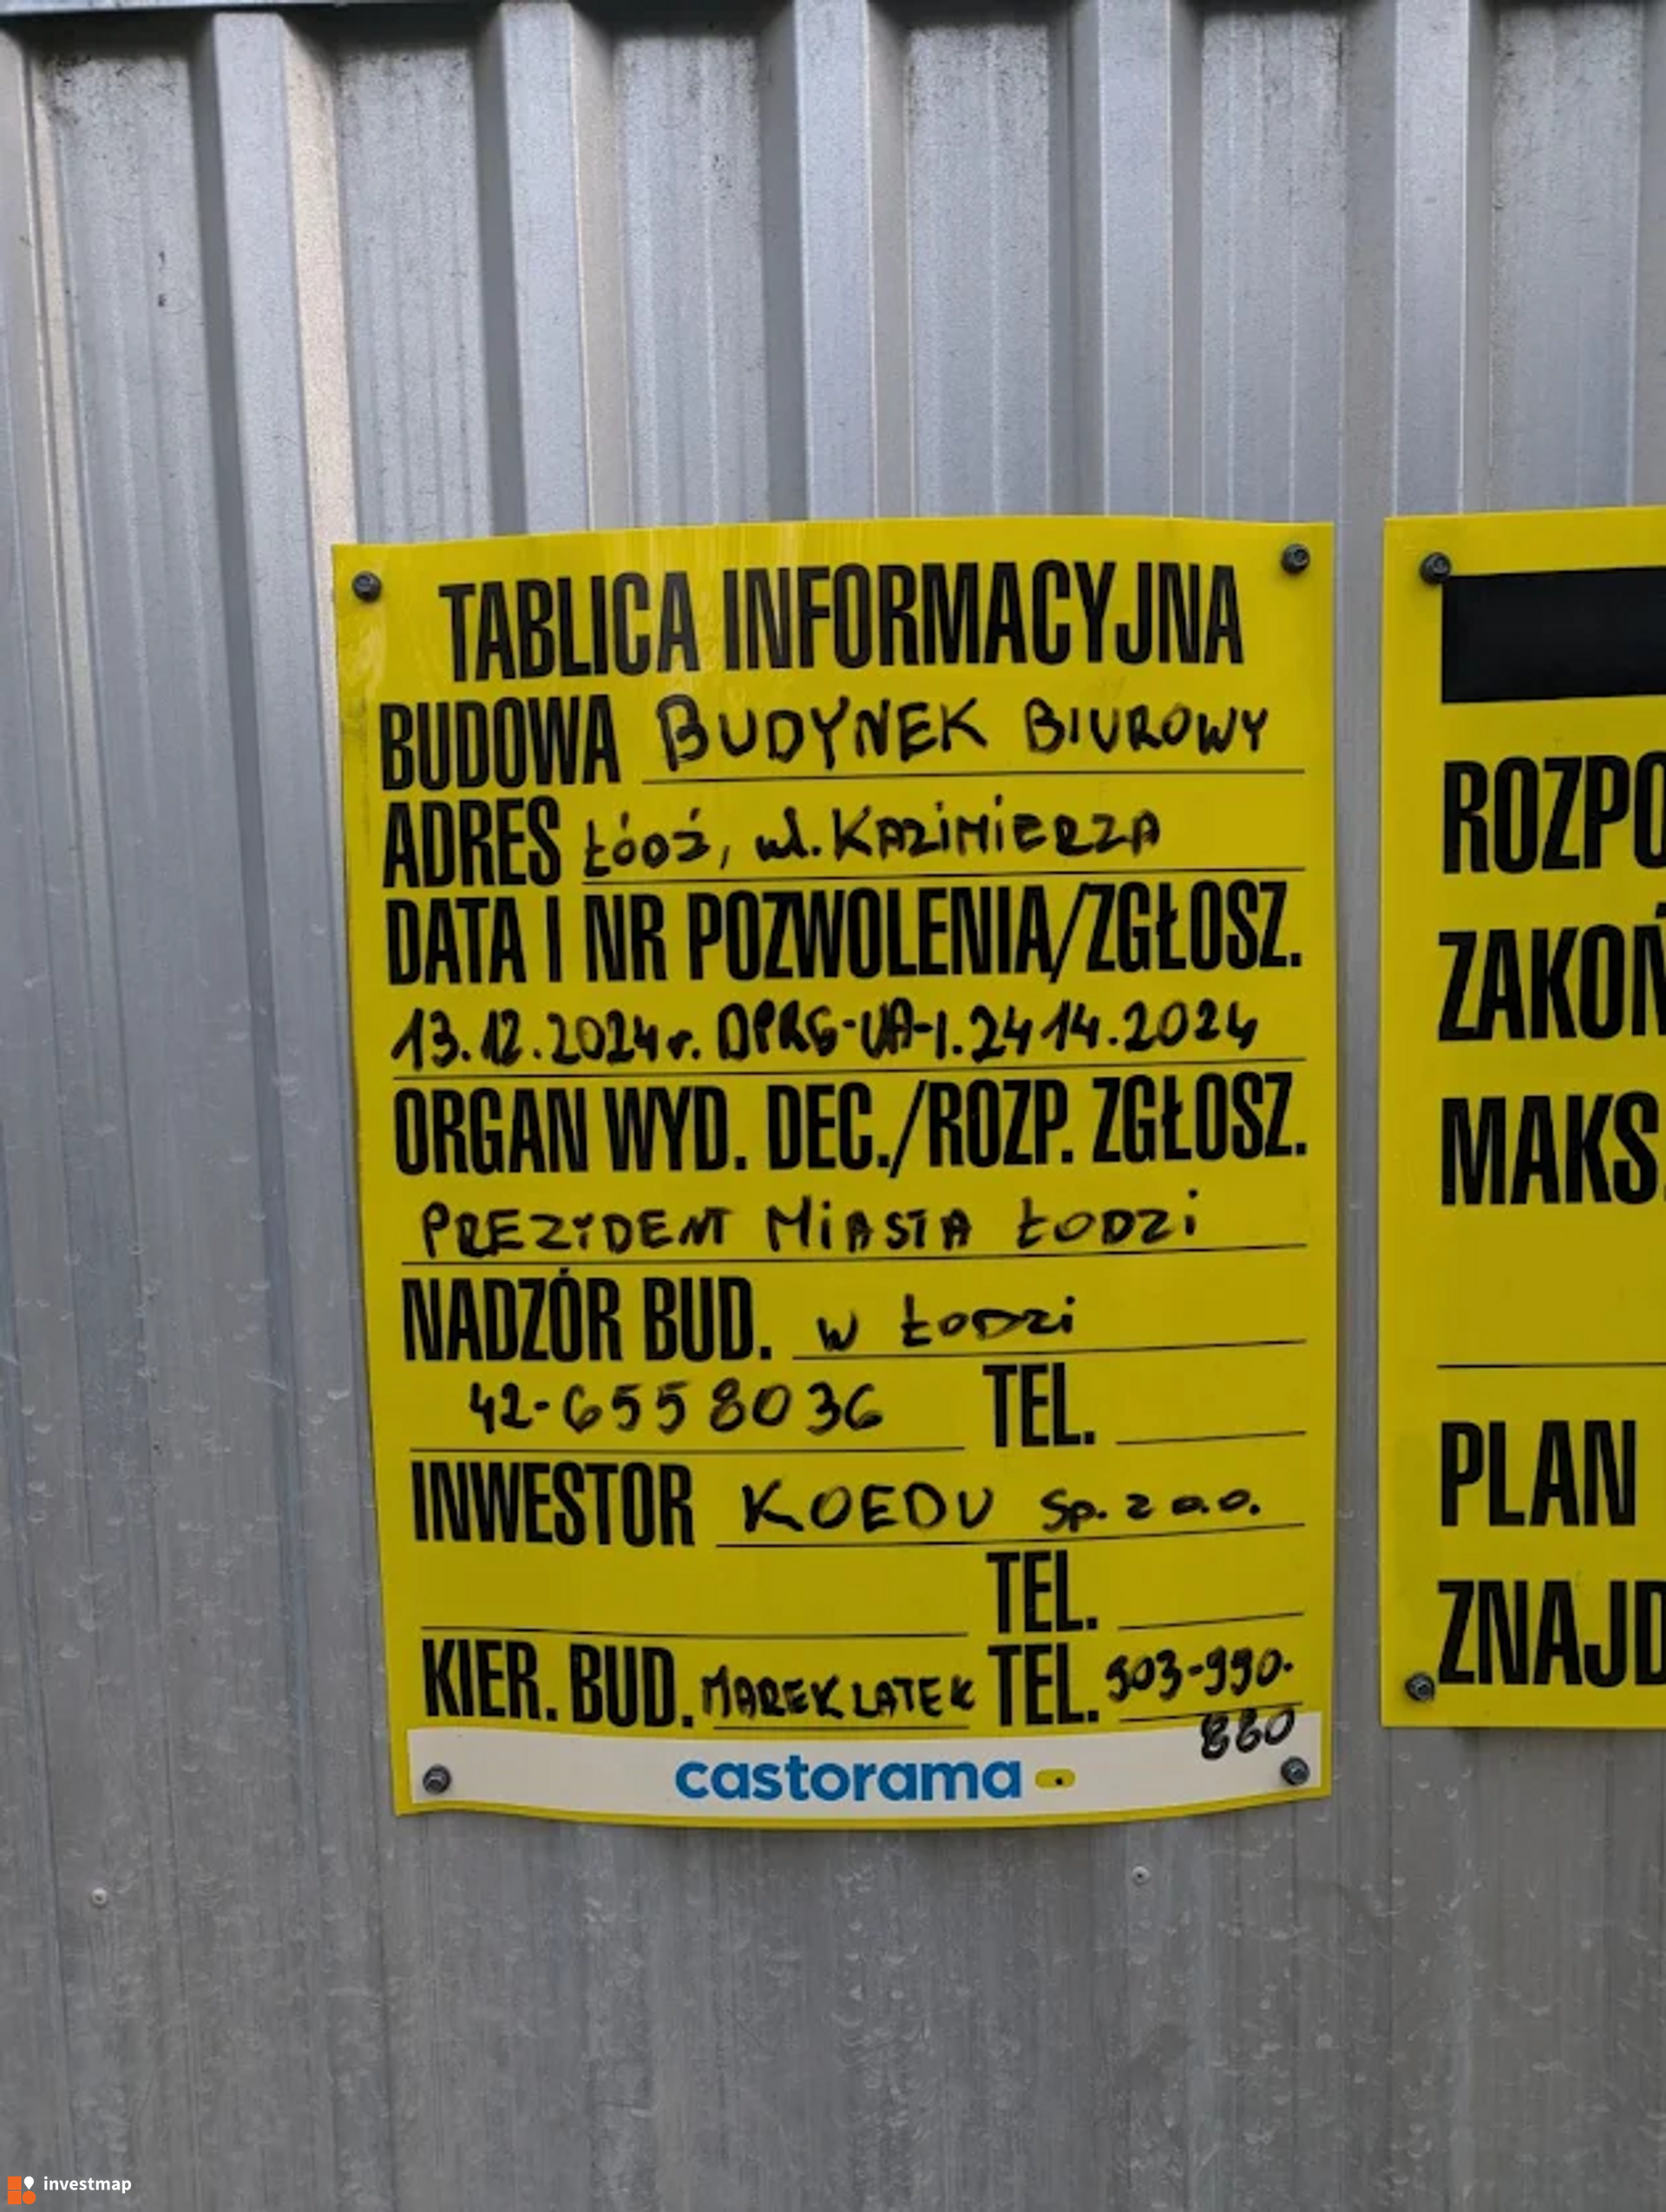 TABLICA INFORMACYJNA
BUDOWA BUDYNEK BIUROWY
ADRES ŁÓDŹ, ul. KAZIMIERZA
DATA I NR POZWOLENIA/ZGŁOSZ.
13.12.2024r. DPRG-UA-I.2414.2024
ORGAN WYD. DEC./ROZP. ZGŁOSZ.
PREZYDENT MIASTA ŁODZI
NADZÓR BUD. w ŁODZi
42-6558036 TEL.
INWESTOR KOEDU Sp. z o.o.
TEL.
KIER. BUD. MAREK LATEK TEL. 903-990-
880
castorama
ROZPO
ZAKOŃ
MAKS.
PLAN
ZNAJD
investmap